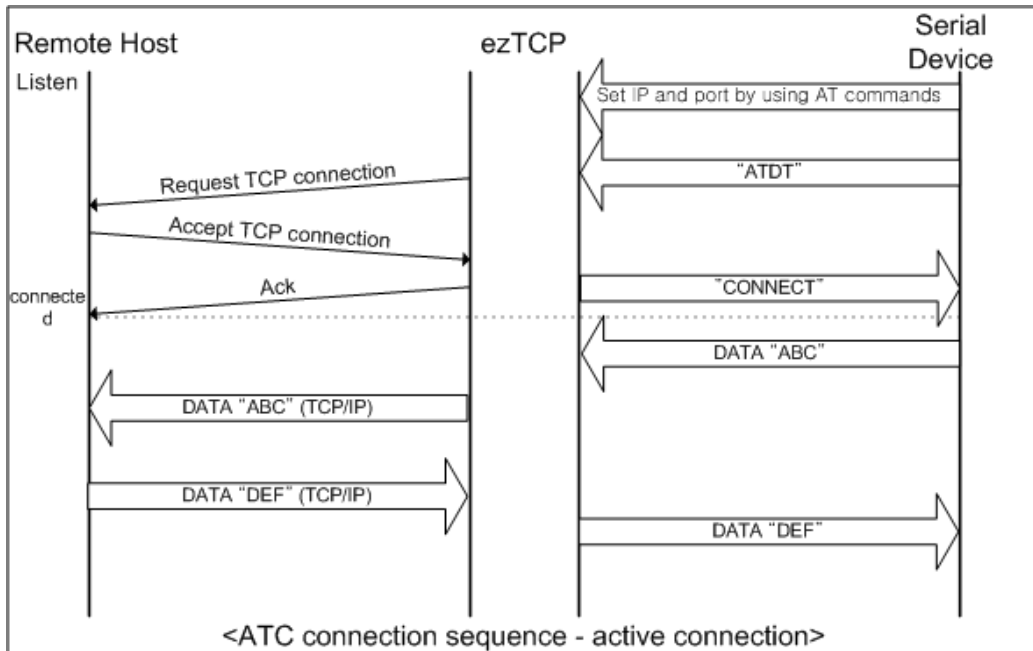 Remote Host
ezTCP
Serial
Device
Listen
Set IP and port by using AT commands
"ATDT"
Request TCP connection
Accept TCP connection
Ack
"CONNECT"
connecte
d
DATA "ABC"
DATA "ABC" (TCP/IP)
DATA "DEF" (TCP/IP)
DATA "DEF"
<ATC connection sequence - active connection>